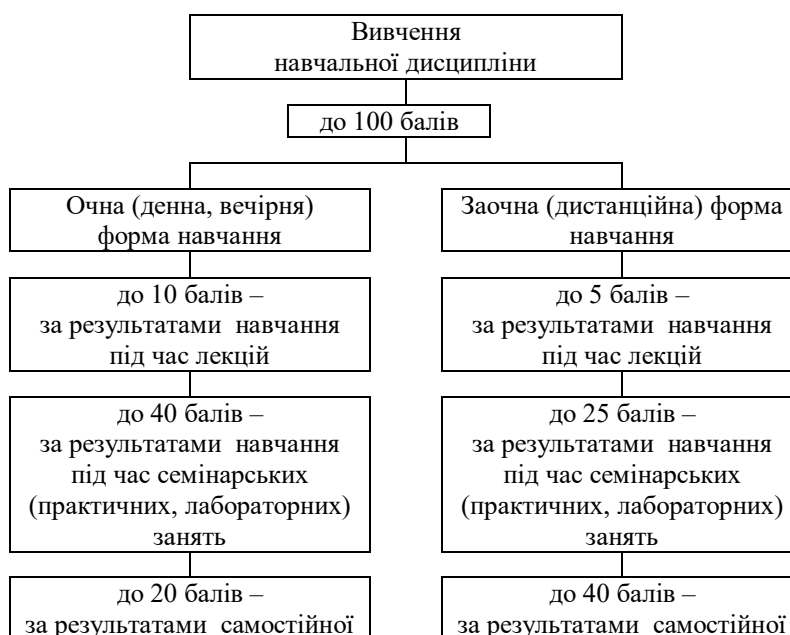 Вивчення
навчальної дисципліни
до 100 балів
Очна (денна, вечірня)
форма навчання
Заочна (дистанційна) форма
навчання
до 10 балів –
за результатами навчання
під час лекцій
до 5 балів –
за результатами навчання
під час лекцій
до 40 балів –
за результатами навчання
під час семінарських
(практичних, лабораторних)
занять
до 25 балів –
за результатами навчання
під час семінарських
(практичних, лабораторних)
занять
до 20 балів –
за результатами самостійної
до 40 балів –
за результатами самостійної